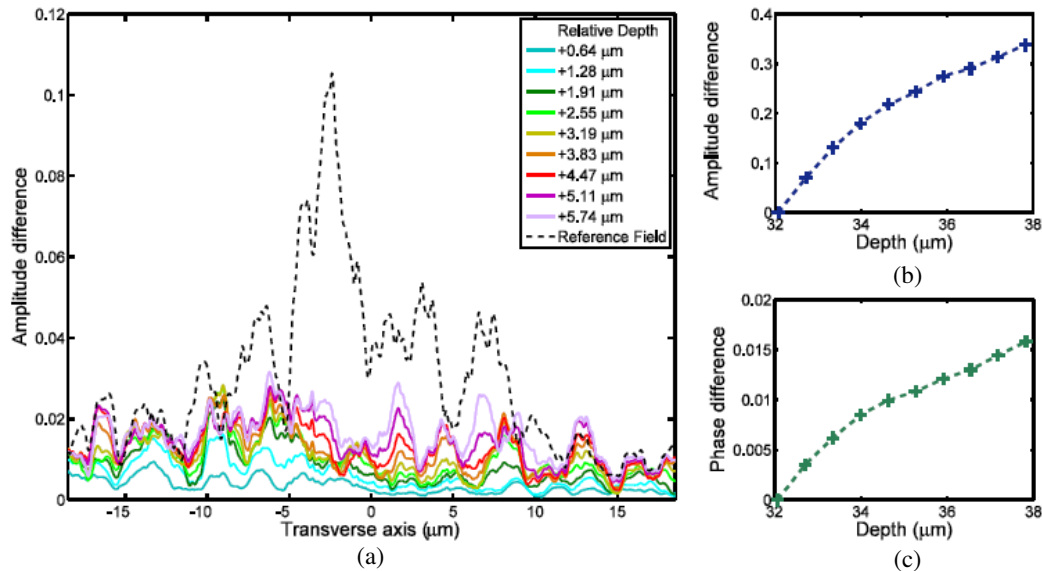 0.12
0.1
0.08
0.06
0.04
0.02
0
Amplitude difference
-15
-10
-5
0
5
10
15
Transverse axis (μm)
Relative Depth
+0.64 μm
+1.28 μm
+1.91 μm
+2.55 μm
+3.19 μm
+3.83 μm
+4.47 μm
+5.11 μm
+5.74 μm
Reference Field
(a)
0.4
0.3
0.2
0.1
0
Amplitude difference
32
34
36
38
Depth (μm)
(b)
0.02
0.015
0.01
0.005
0
Phase difference
32
34
36
38
Depth (μm)
(c)